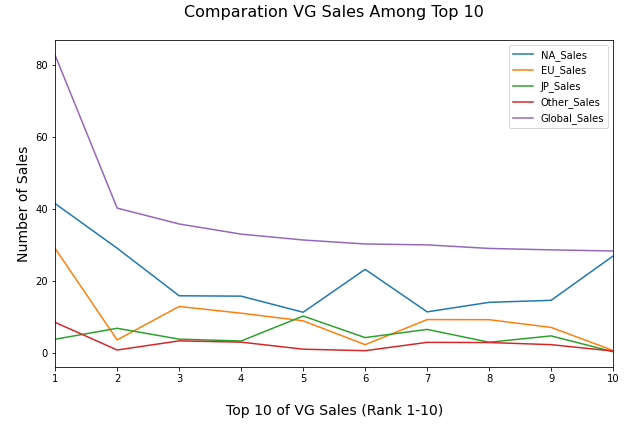 Comparation VG Sales Among Top 10
NA_Sales
EU_Sales
JP_Sales
Other_Sales
Global_Sales
Number of Sales
80
60
40
20
0
1 2 3 4 5 6 7 8 9 10
Top 10 of VG Sales (Rank 1-10)